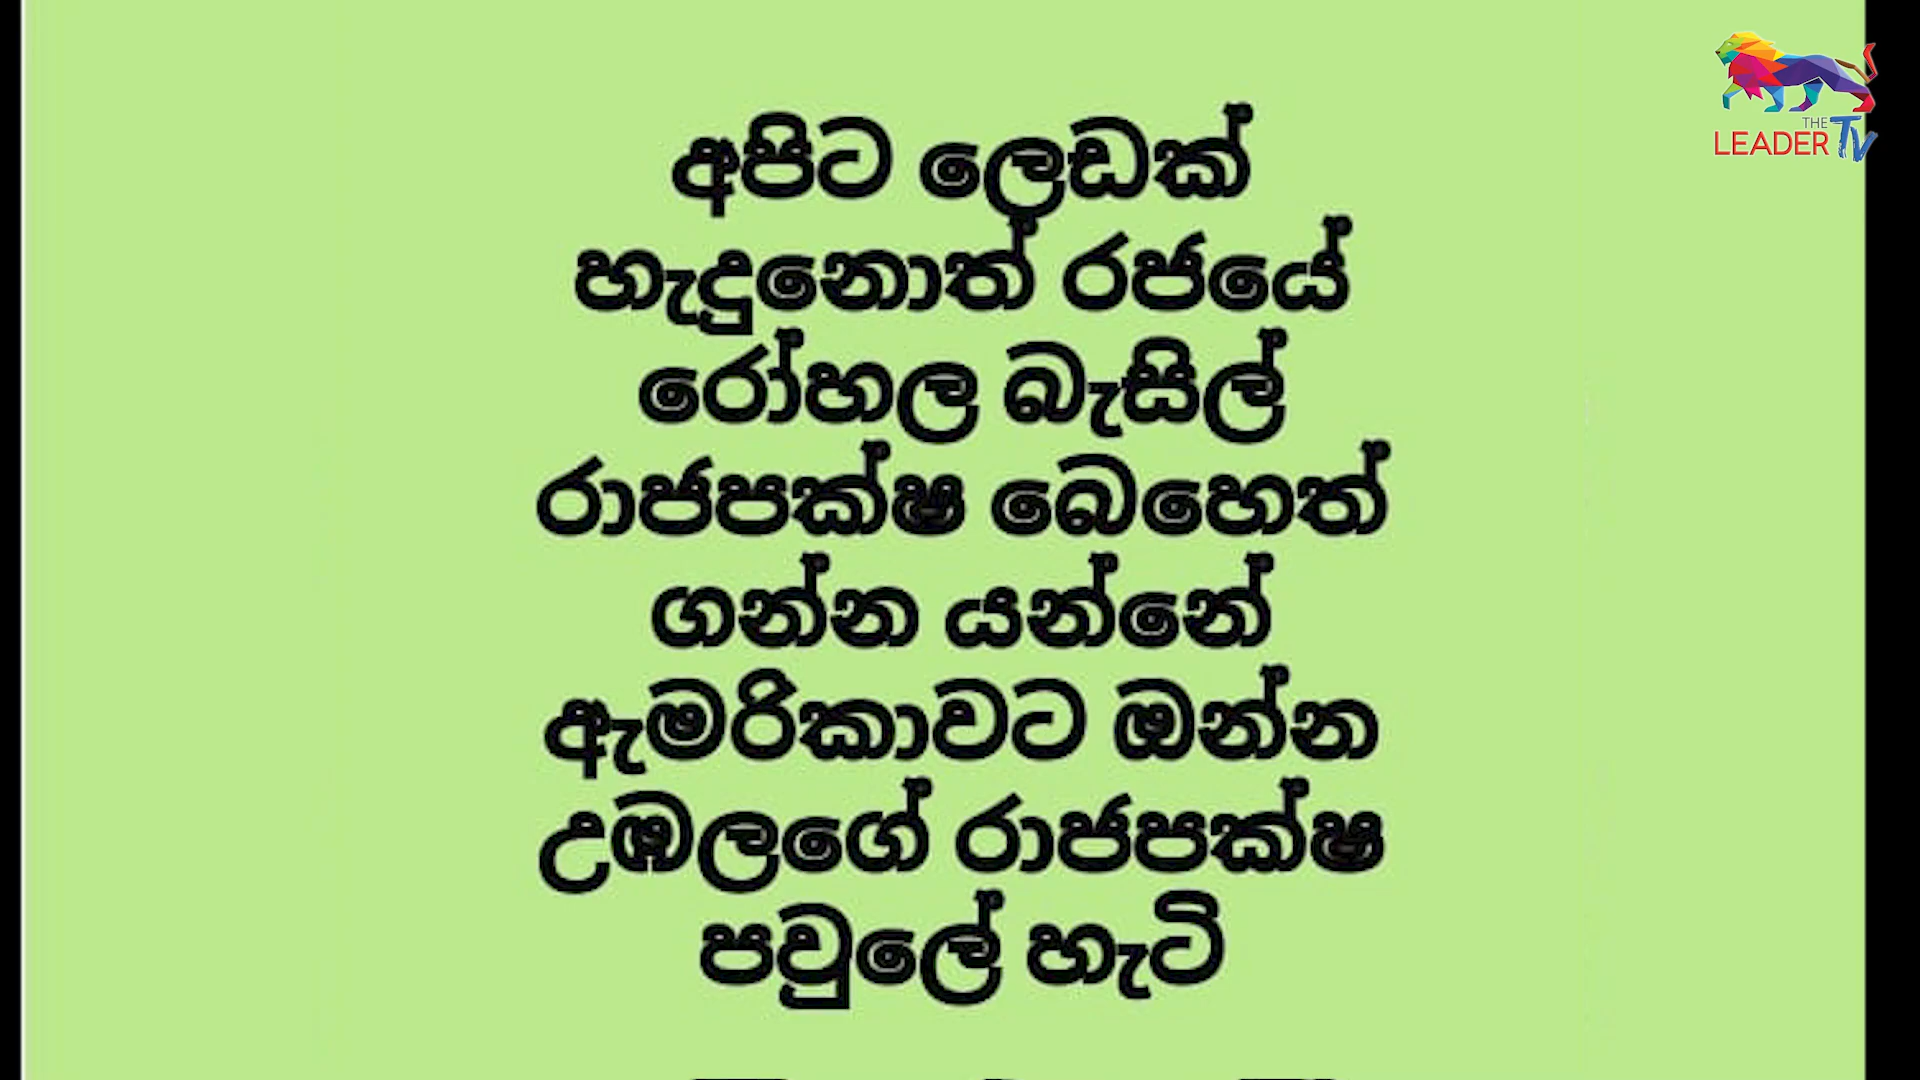 අපිට ලෙඩක්
හැදුනොත් රජයේ
රෝහල බැසිල්
රාජපක්ෂ බෙහෙත්
ගන්න යන්නේ
ඇමරිකාවට ඔන්න
උඹලගේ රාජපක්ෂ
පවුලේ හැටි
THE
LEADER TV